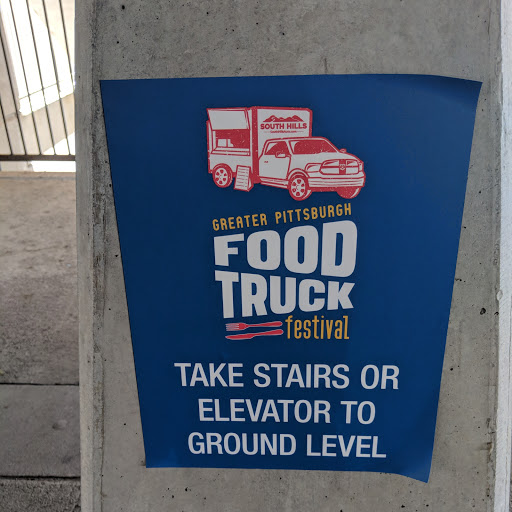 SOUTH HILLS
GREATER PITTSBURGH
FOOD
TRUCK
festival
TAKE STAIRS OR
ELEVATOR TO
GROUND LEVEL